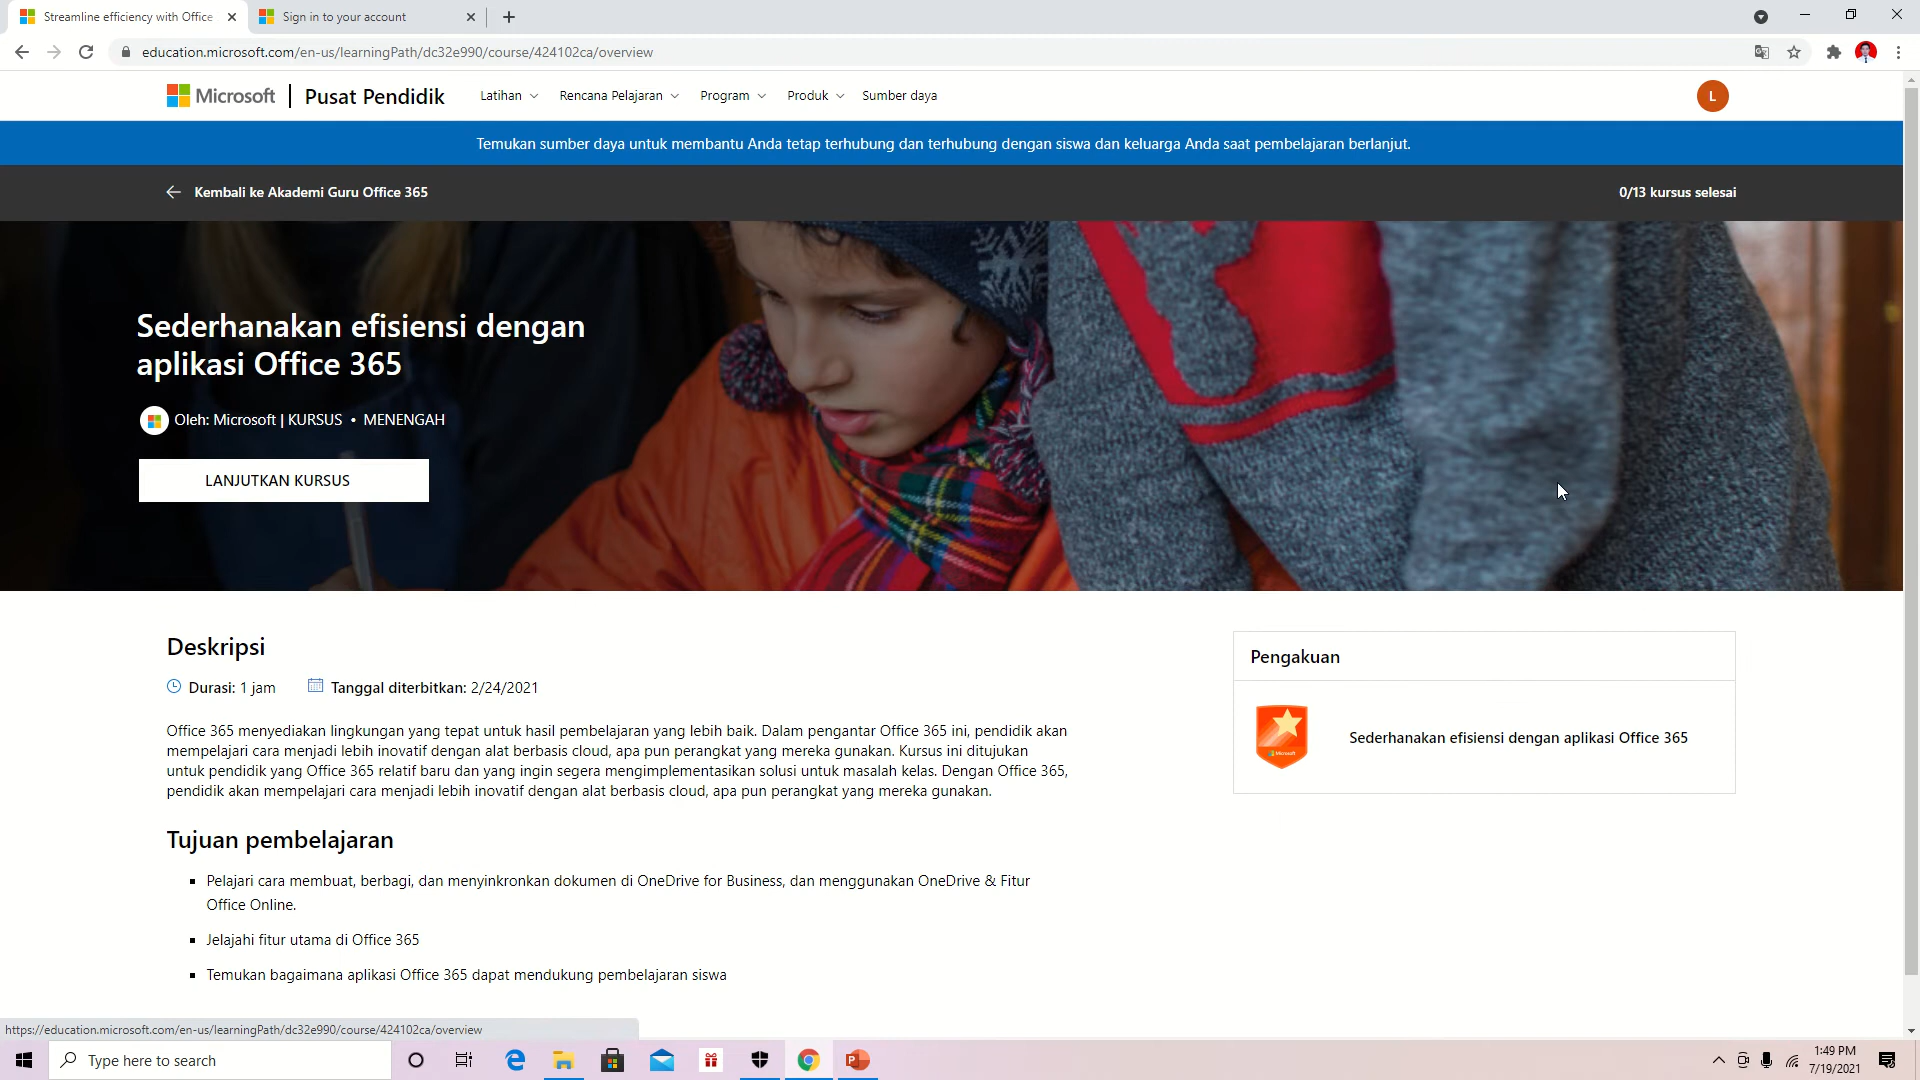 Streamline efficiency with Office
Sign in to your account
education.microsoft.com/en-us/learningPath/dc32e990/course/424102ca/overview
Microsoft
Pusat Pendidik
Latihan
Rencana Pelajaran
Program
Produk
Sumber daya
L
Temukan sumber daya untuk membantu Anda tetap terhubung dan terhubung dengan siswa dan keluarga Anda saat pembelajaran berlanjut.
Kembali ke Akademi Guru Office 365
0/13 kursus selesai
Sederhanakan efisiensi dengan
aplikasi Office 365
Oleh: Microsoft | KURSUS • MENENGAH
LANJUTKAN KURSUS
Deskripsi
Durasi: 1 jam
Tanggal diterbitkan: 2/24/2021
Office 365 menyediakan lingkungan yang tepat untuk hasil pembelajaran yang lebih baik. Dalam pengantar Office 365 ini, pendidik akan
mempelajari cara menjadi lebih inovatif dengan alat berbasis cloud, apa pun perangkat yang mereka gunakan. Kursus ini ditujukan
untuk pendidik yang Office 365 relatif baru dan yang ingin segera mengimplementasikan solusi untuk masalah kelas. Dengan Office 365,
pendidik akan mempelajari cara menjadi lebih inovatif dengan alat berbasis cloud, apa pun perangkat yang mereka gunakan.
Pengakuan
Microsoft
Sederhanakan efisiensi dengan aplikasi Office 365
Tujuan pembelajaran
Pelajari cara membuat, berbagi, dan menyinkronkan dokumen di OneDrive for Business, dan menggunakan OneDrive & Fitur
Office Online.
Jelajahi fitur utama di Office 365
Temukan bagaimana aplikasi Office 365 dapat mendukung pembelajaran siswa
https://education.microsoft.com/en-us/learningPath/dc32e990/course/424102ca/overview
Type here to search
1:49 PM
7/19/2021